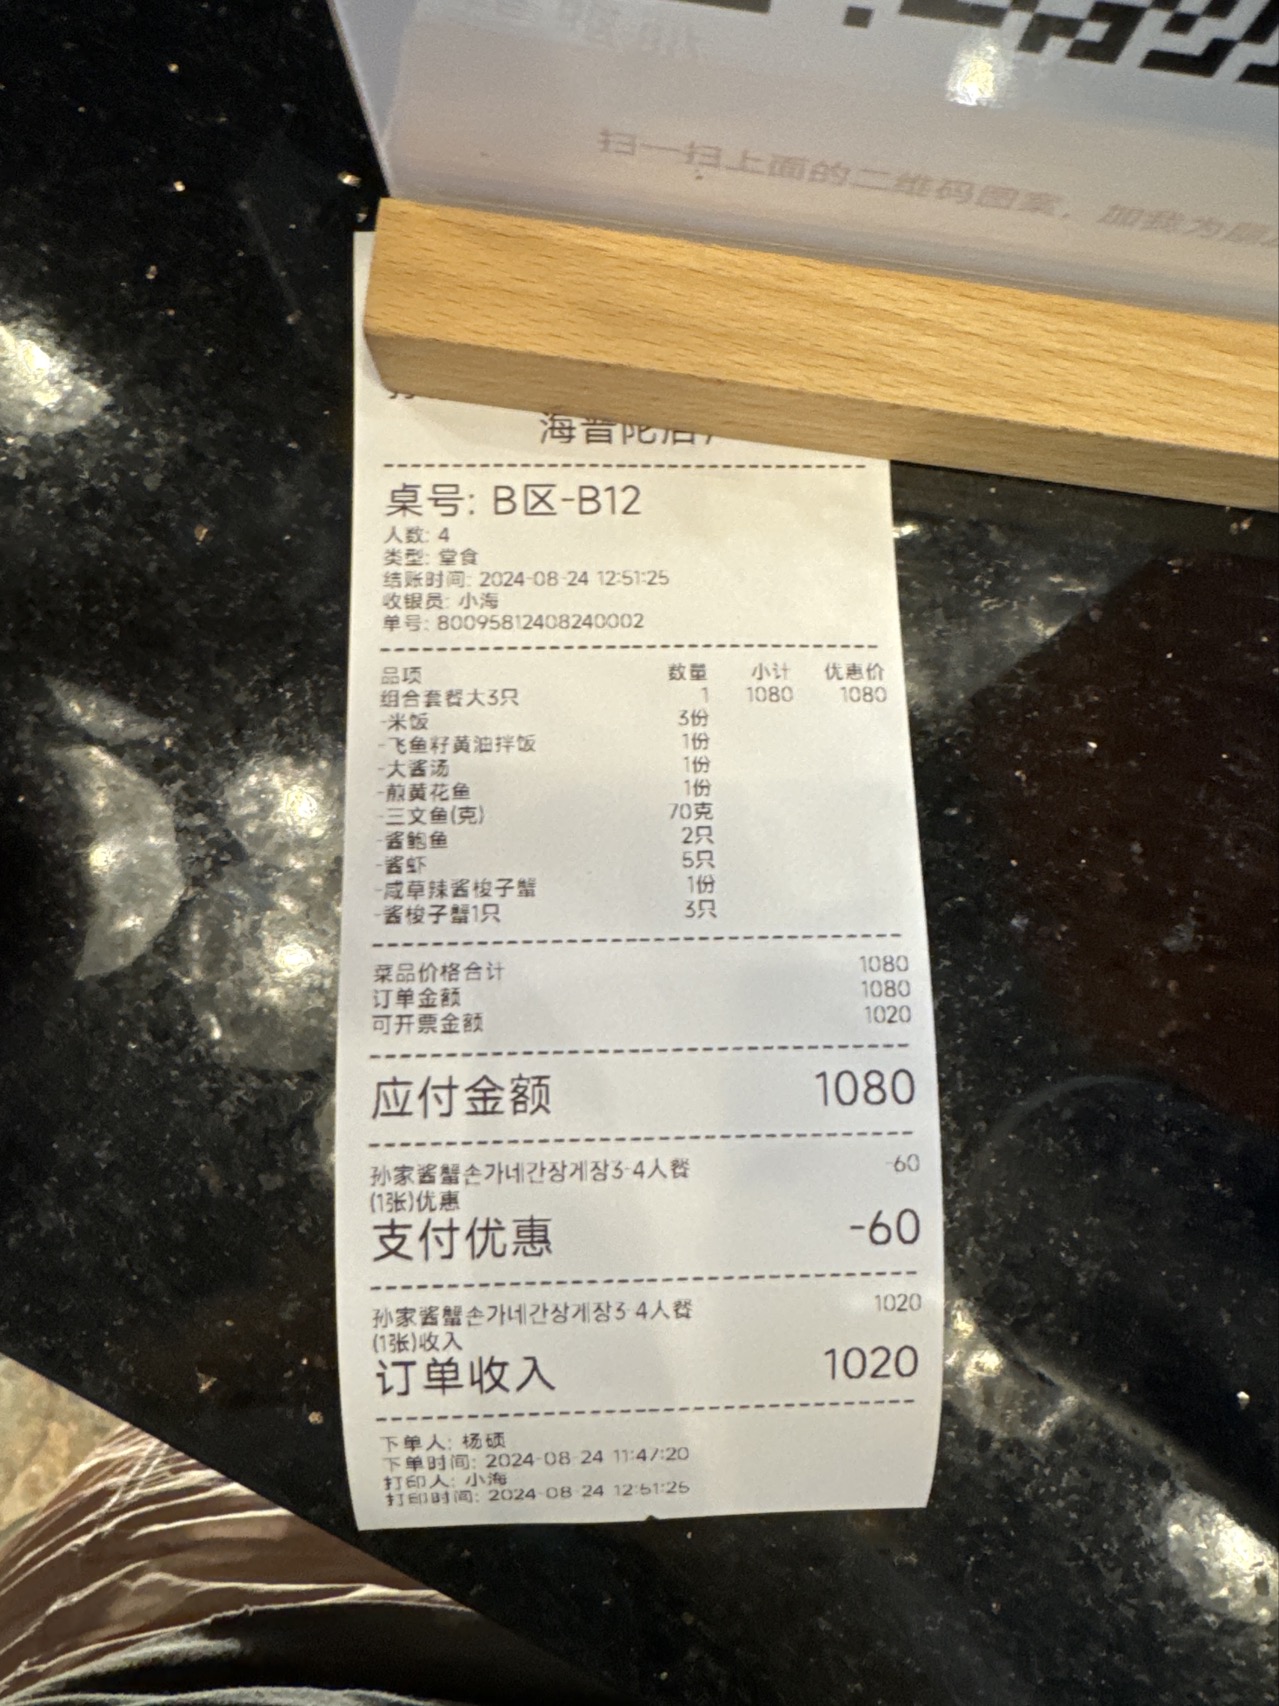 扫一扫上面的二维码图案，加我为
海普陀店）
桌号: B区-B12
人数: 4
类型: 堂食
结账时间: 2024-08-24 12:51:25
收银员: 小海
单号: 80095812408240002
品项 数量 小计 优惠价
组合套餐大3只 1 1080 1080
-米饭 3份
-飞鱼籽黄油拌饭 1份
-大酱汤 1份
-煎黄花鱼 1份
-三文鱼(克) 70克
-酱鲍鱼 2只
-酱虾 5只
-咸草辣酱梭子蟹 1份
-酱梭子蟹1只 3只
菜品价格合计 1080
订单金额 1080
可开票金额 1020
应付金额 1080
孙家酱蟹손가네간장게장3-4人餐 -60
(1张)优惠
支付优惠 -60
孙家酱蟹손가네간장게장3-4人餐 1020
(1张)收入
订单收入 1020
下单人: 杨硕
下单时间: 2024-08-24 11:47:20
打印人: 小海
打印时间: 2024-08-24 12:51:25